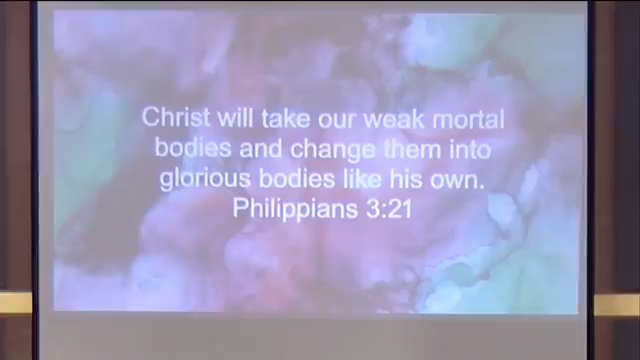 Christ will take our weak mortal
bodies and change them into
glorious bodies like his own.
Philippians 3:21